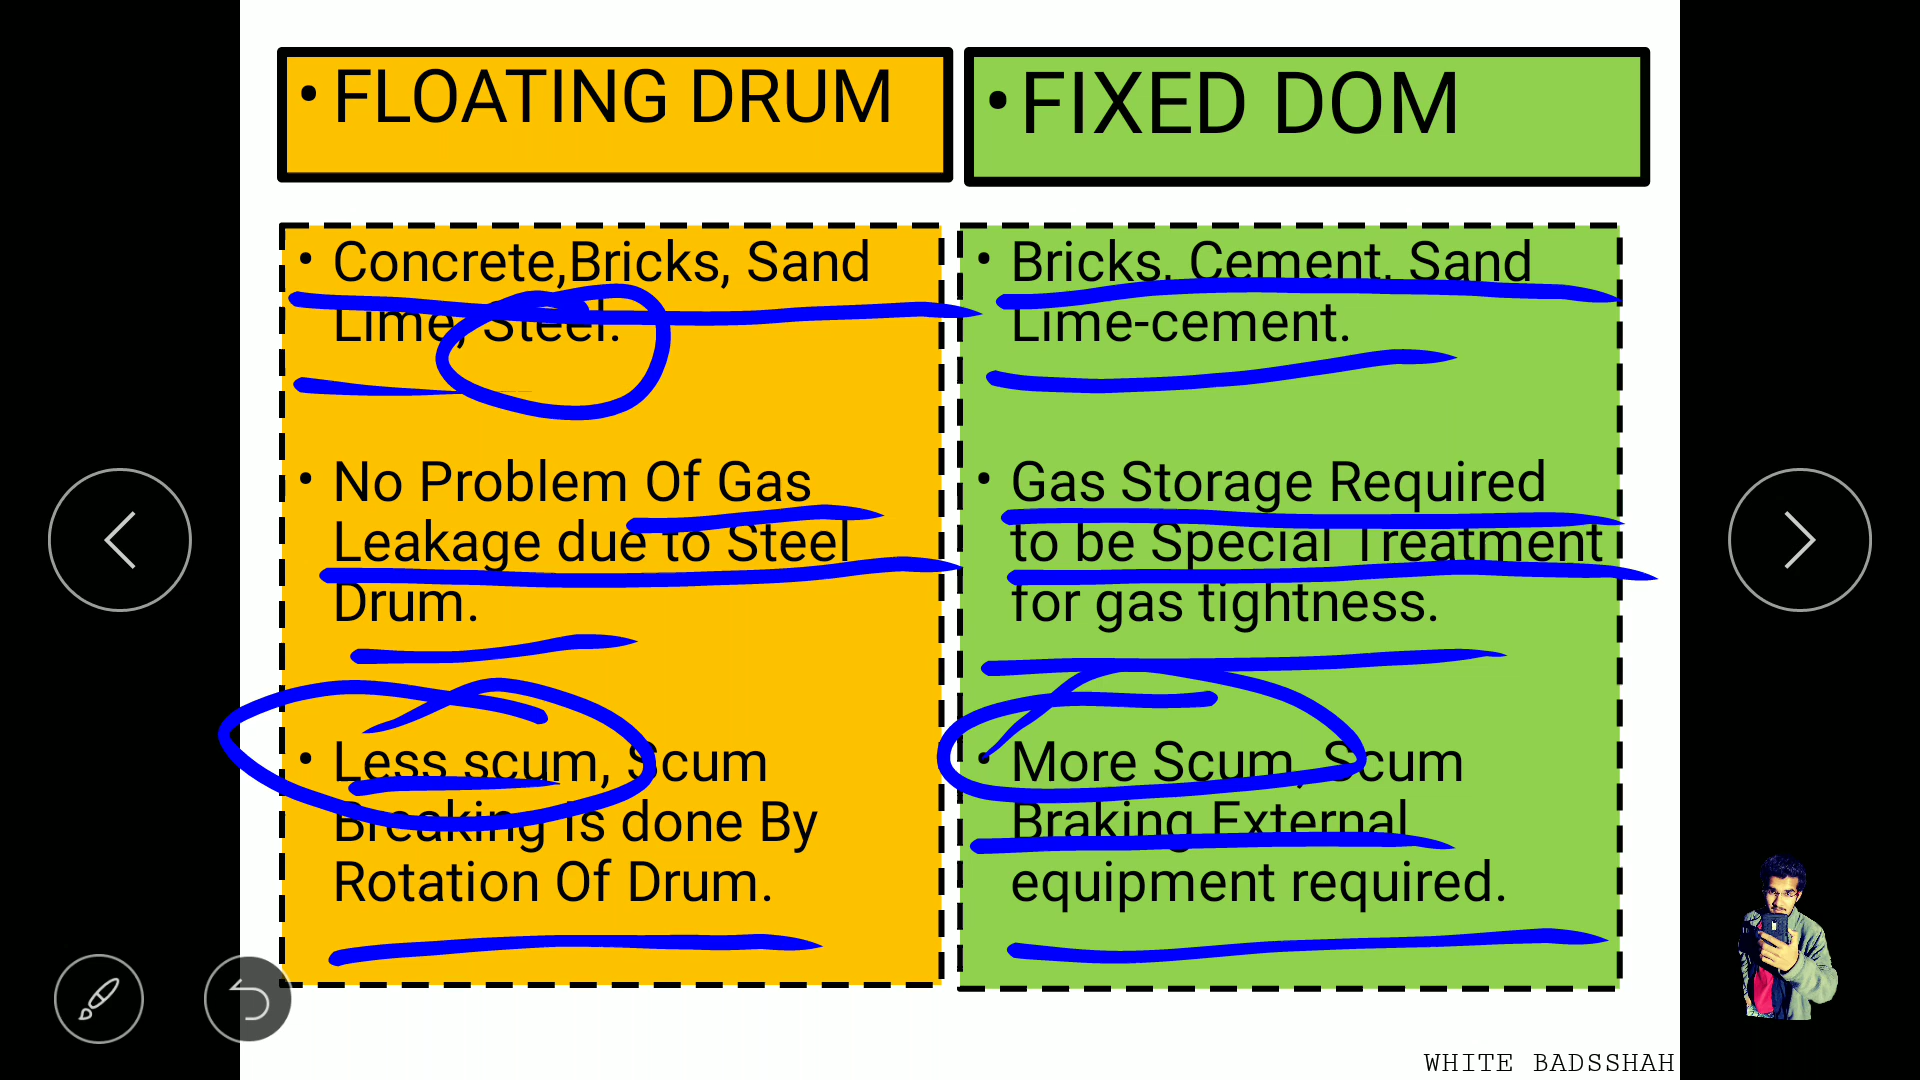 • FLOATING DRUM
• FIXED DOM
• Concrete,Bricks, Sand
Lime, Steel.
• No Problem Of Gas
Leakage due to Steel
Drum.
• Less scum, Scum
Breaking Is done By
Rotation Of Drum.
• Bricks, Cement, Sand
Lime-cement.
• Gas Storage Required
to be Special Treatment
for gas tightness.
• More Scum, Scum
Braking External
equipment required.
WHITE BADSSHAH